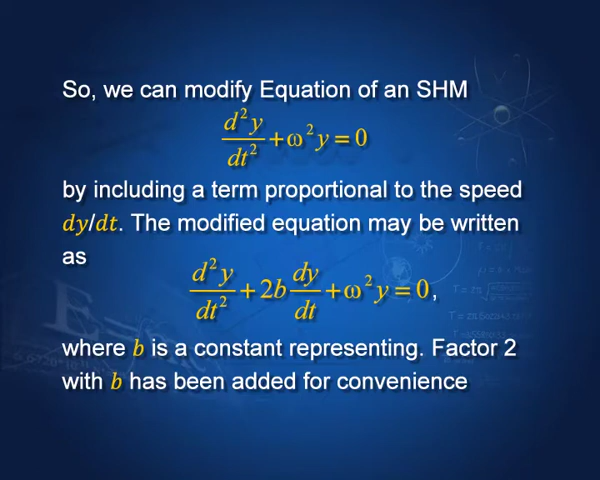 So, we can modify Equation of an SHM
d²y/dt² + ω²y = 0
by including a term proportional to the speed
dy/dt. The modified equation may be written
as
d²y/dt² + 2b dy/dt + ω²y = 0,
where b is a constant representing. Factor 2
with b has been added for convenience